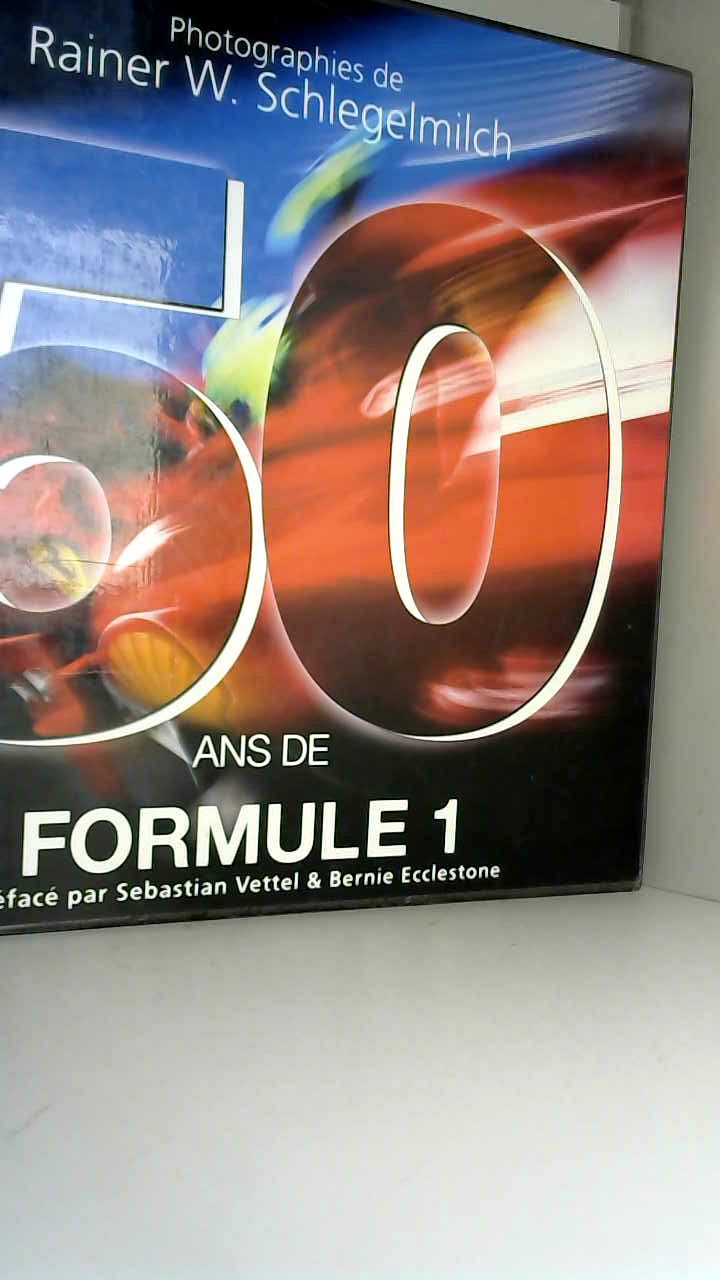 Photographies de
Rainer W. Schlegelmilch
50
ANS DE
FORMULE 1
éfacé par Sebastian Vettel & Bernie Ecclestone